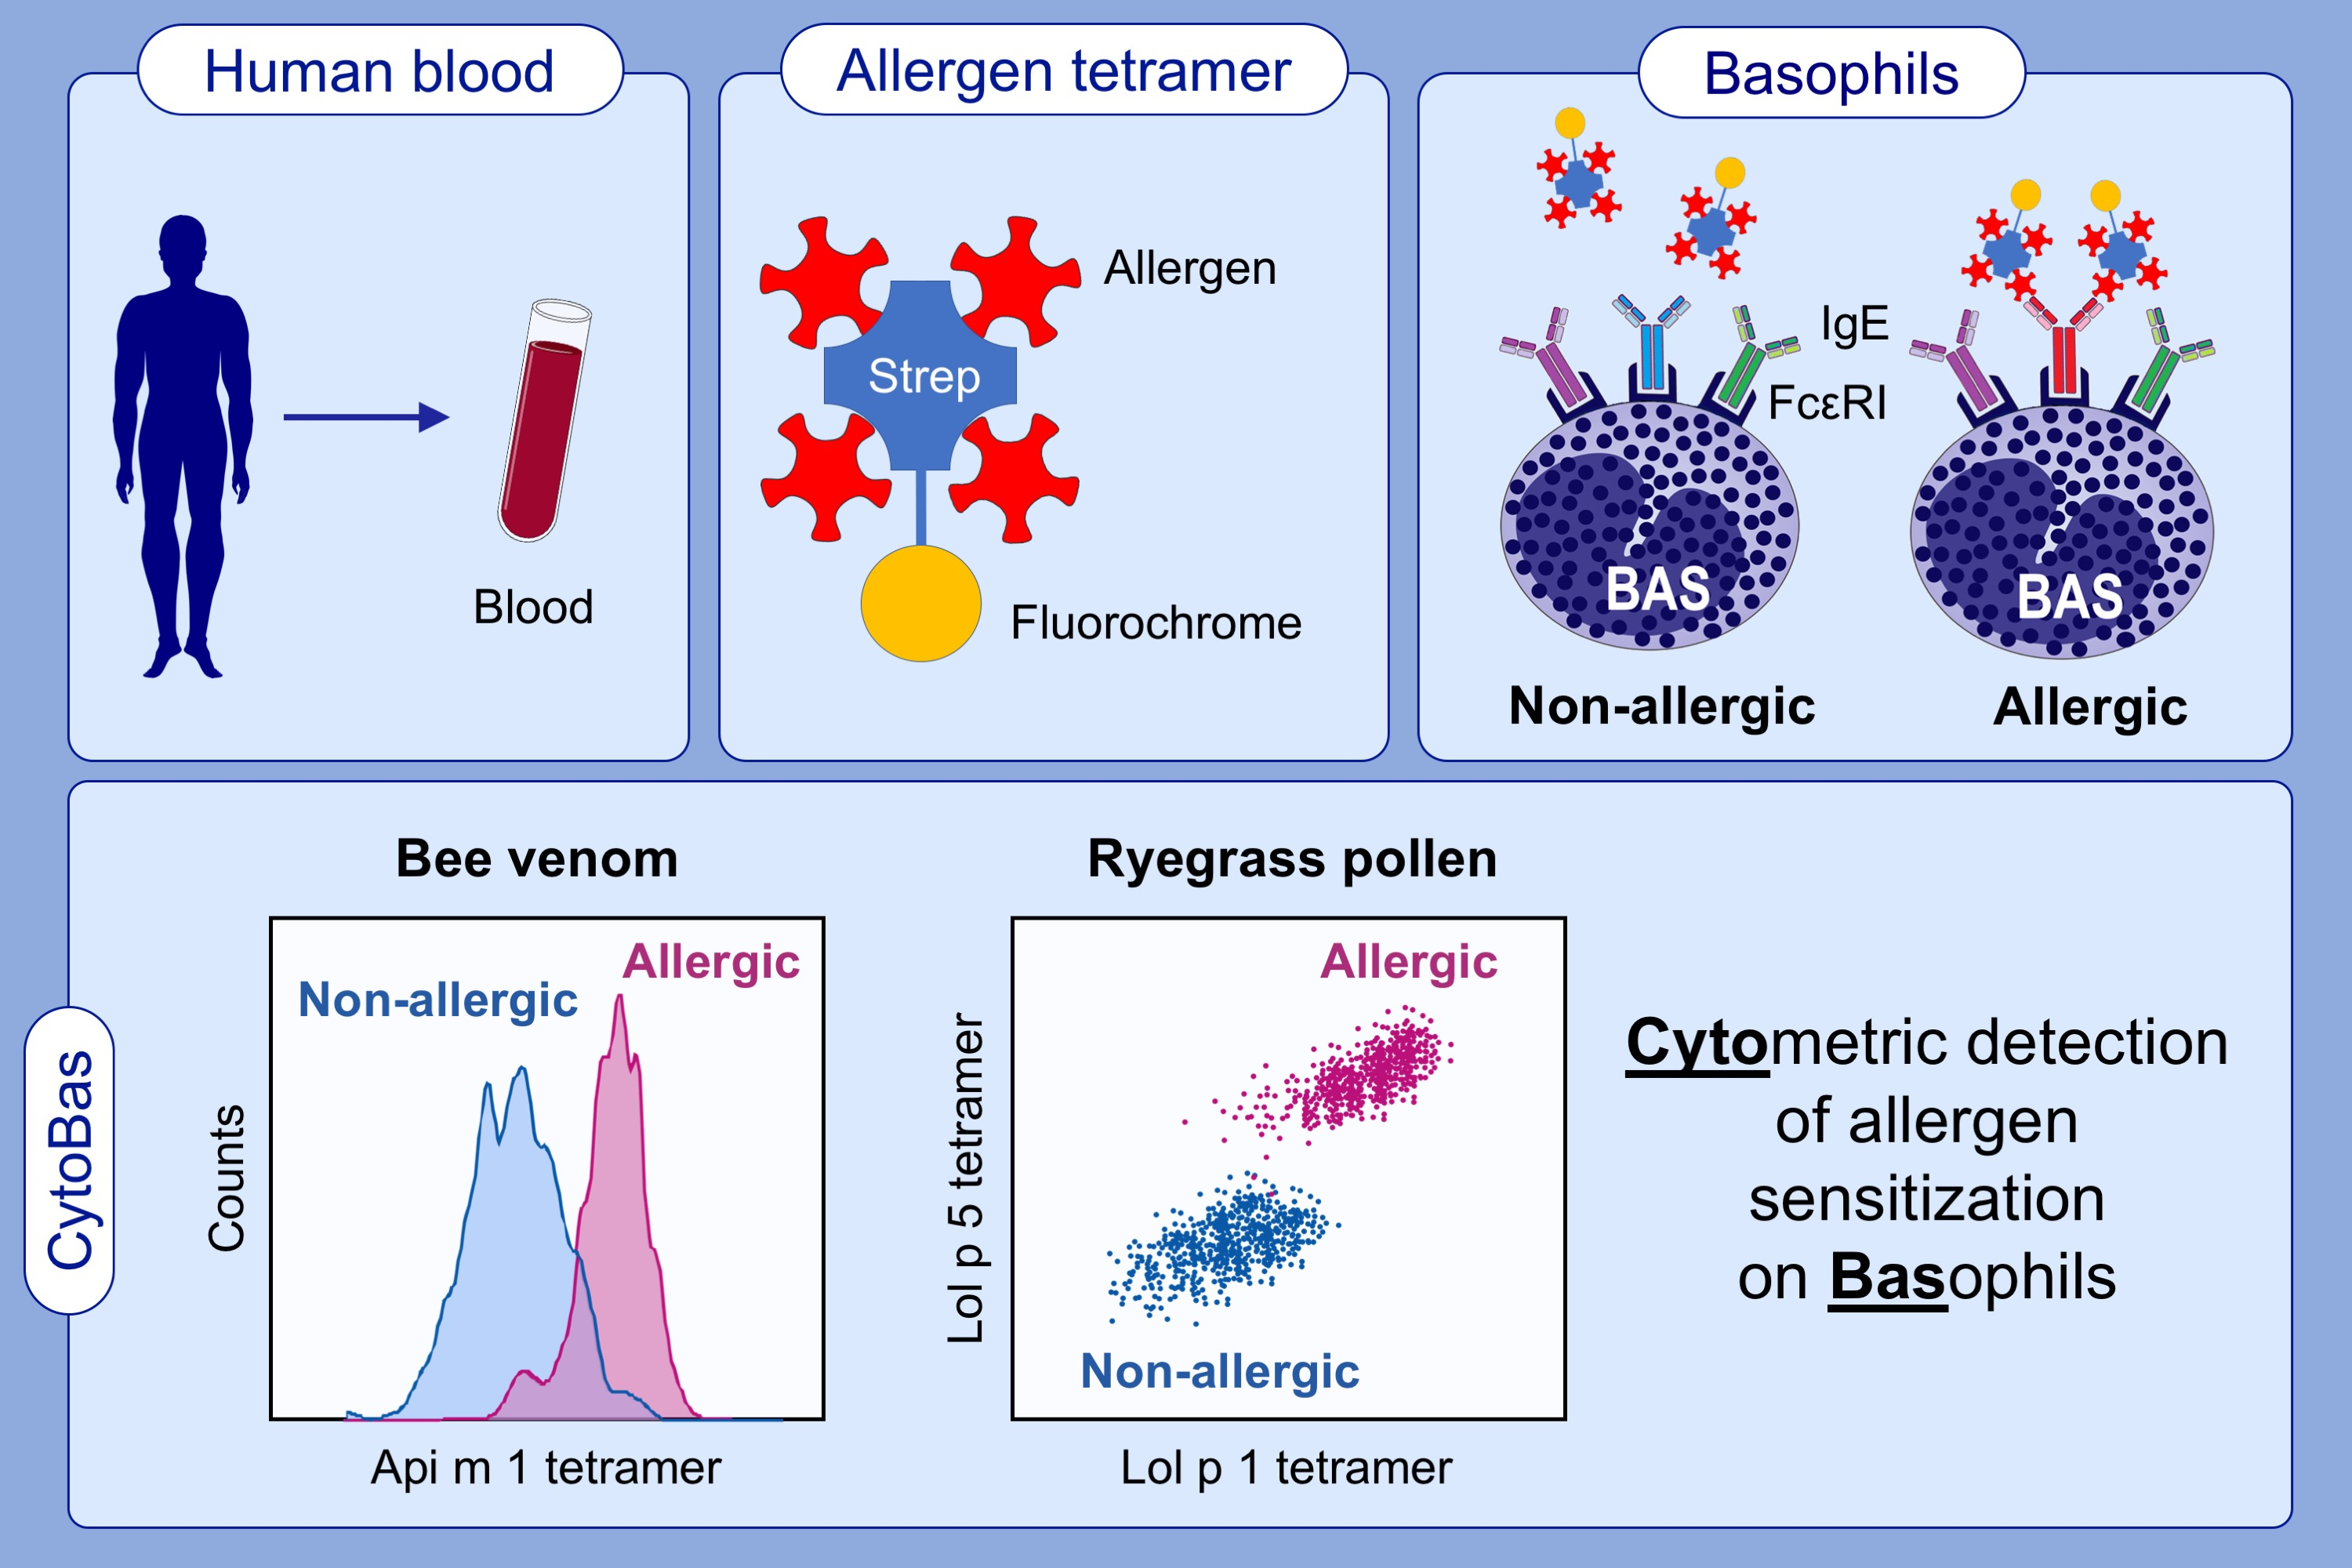 Human blood
Blood
Allergen tetramer
Allergen
Strep
Fluorochrome
Basophils
IgE
FcεRI
BAS
BAS
Non-allergic
Allergic
CytoBas
Bee venom
Non-allergic
Allergic
Counts
Api m 1 tetramer
Ryegrass pollen
Allergic
Non-allergic
Lol p 5 tetramer
Lol p 1 tetramer
Cytometric detection
of allergen
sensitization
on Basophils